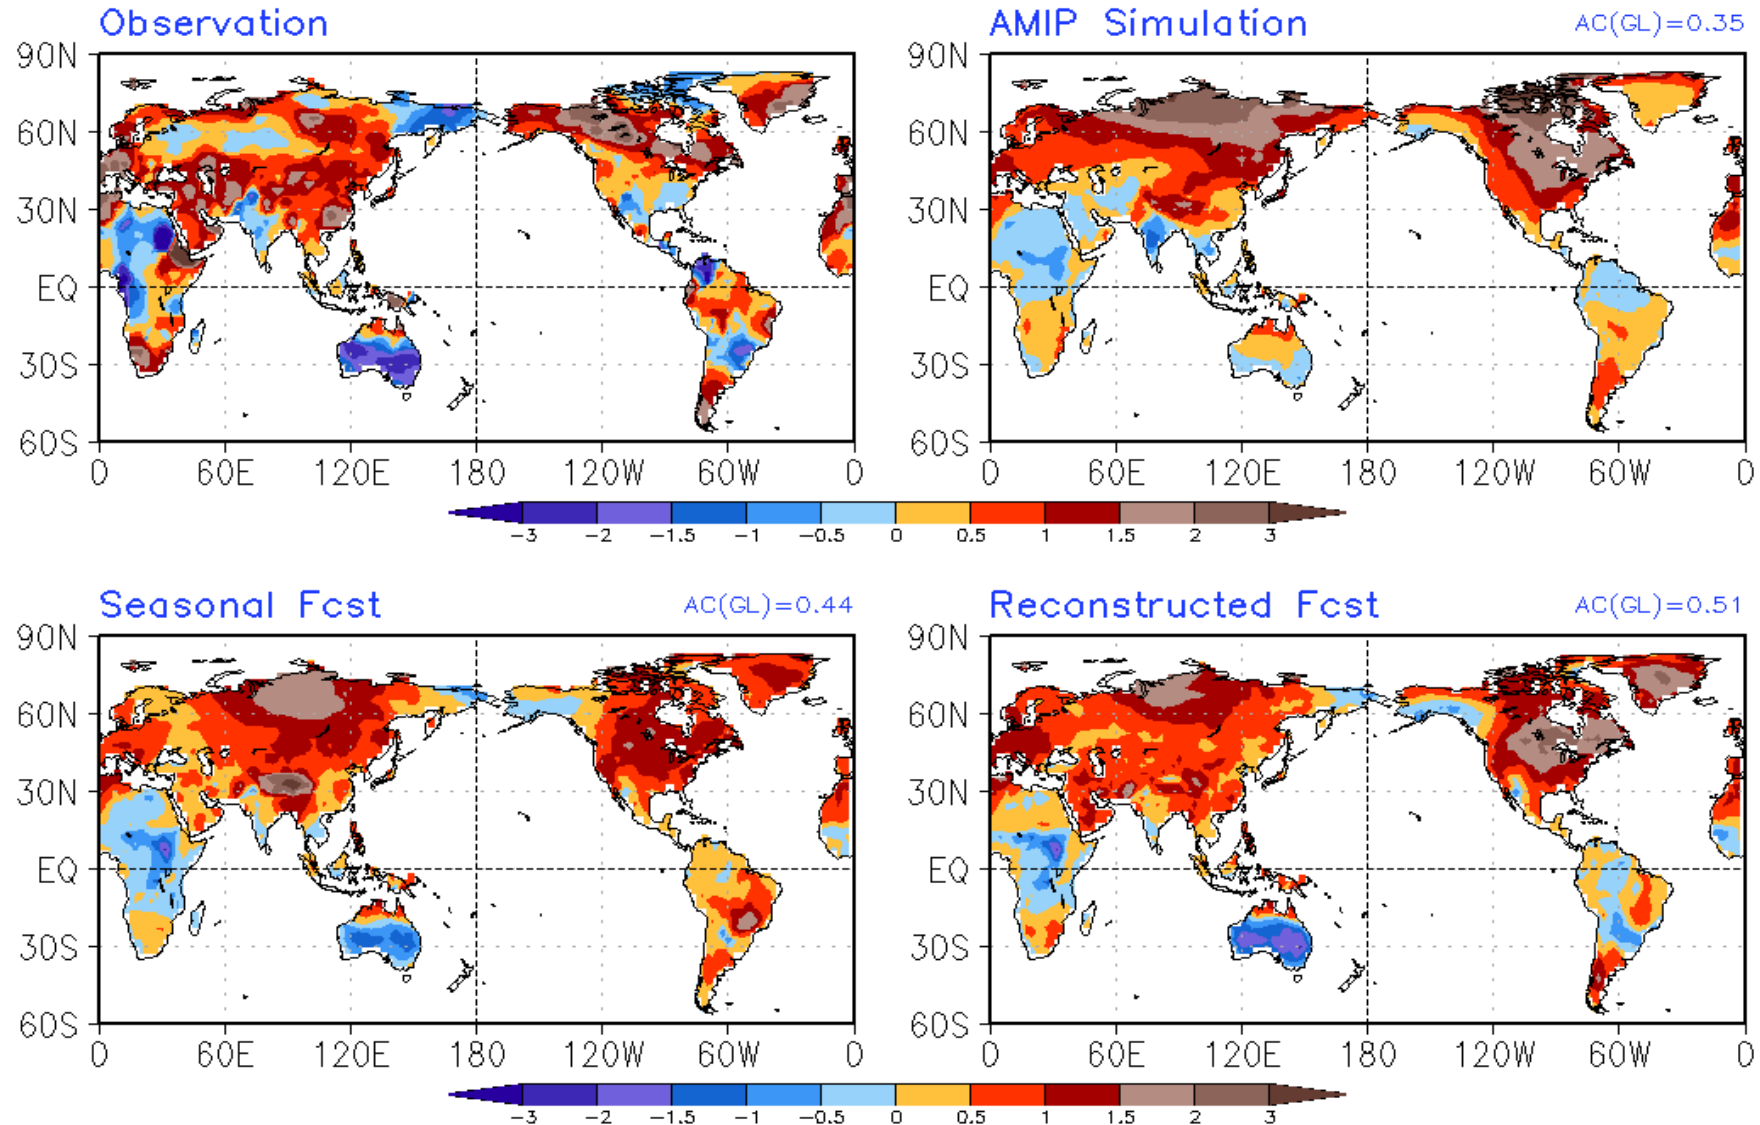 Observation
AMIP Simulation AC(GL)=0.35
90N 90N
60N 60N
30N 30N
EQ EQ
30S 30S
60S 60S
0 60E 120E 180 120W 60W 0 0 60E 120E 180 120W 60W 0
-3 -2 -1.5 -1 -0.5 0 0.5 1 1.5 2 3
Seasonal Fcst AC(GL)=0.44
Reconstructed Fcst AC(GL)=0.51
90N 90N
60N 60N
30N 30N
EQ EQ
30S 30S
60S 60S
0 60E 120E 180 120W 60W 0 0 60E 120E 180 120W 60W 0
-3 -2 -1.5 -1 -0.5 0 0.5 1 1.5 2 3